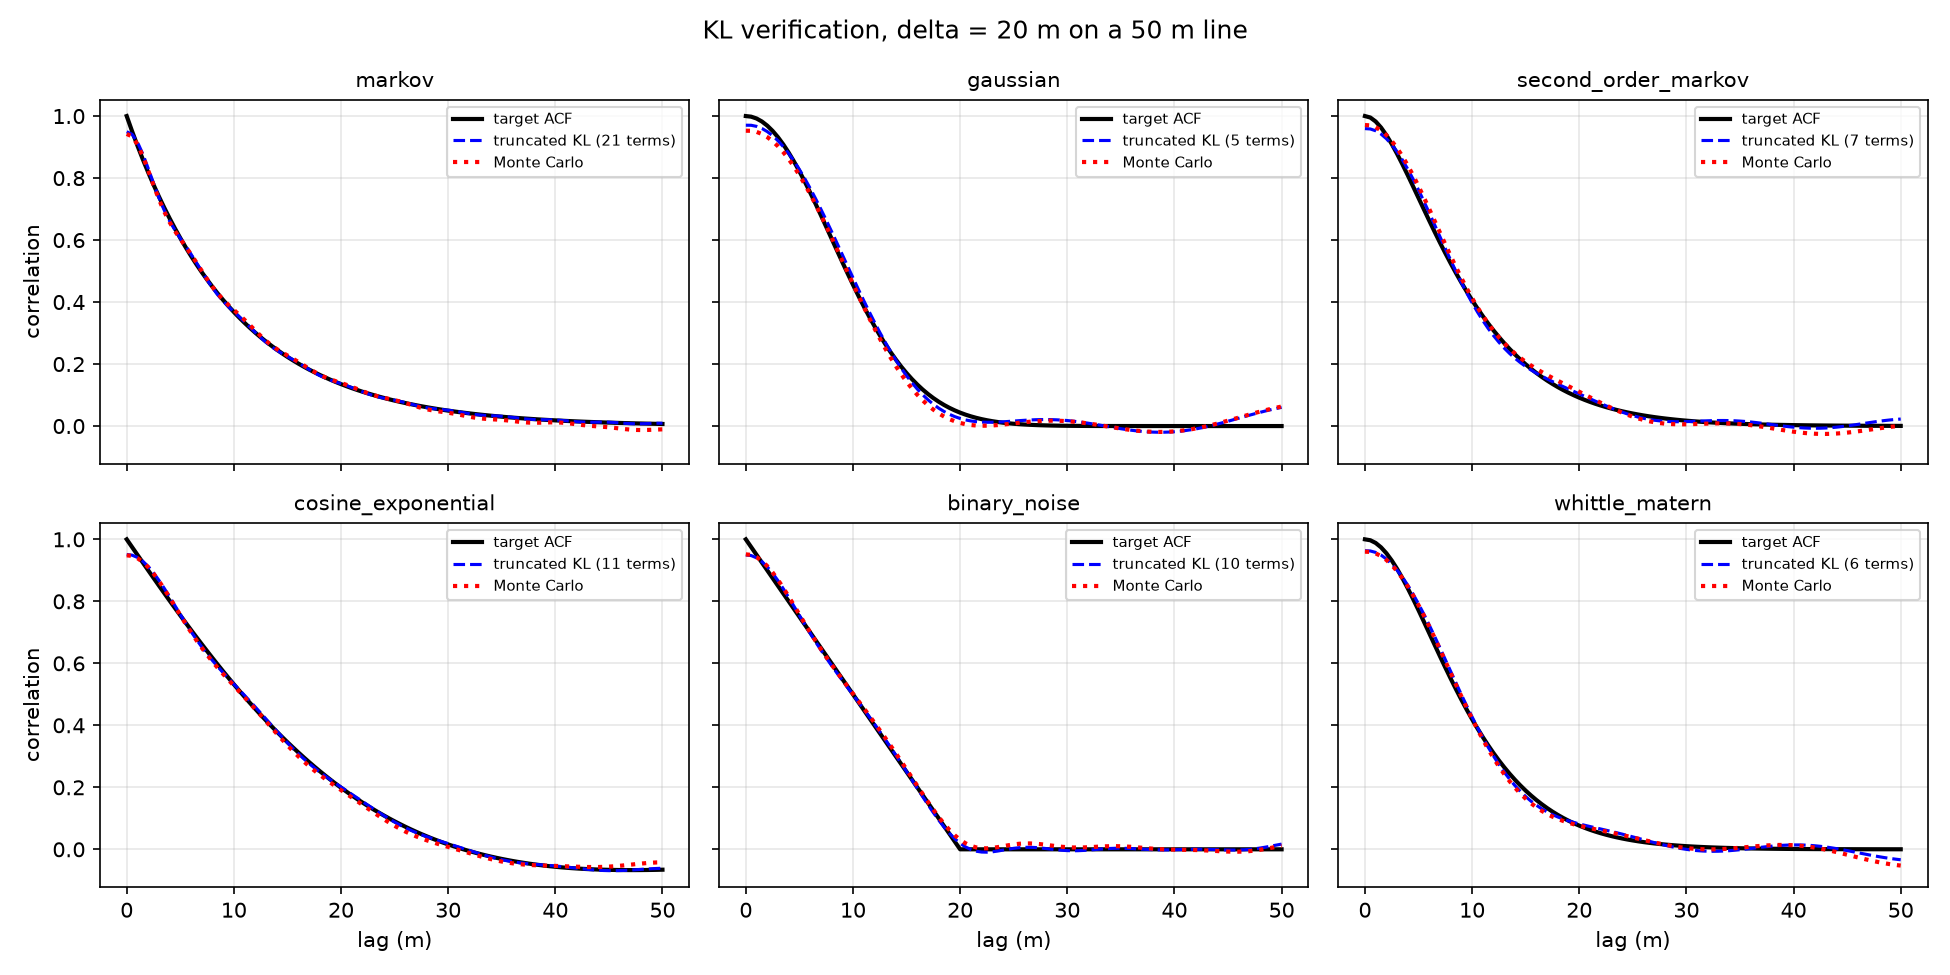 KL verification, delta = 20 m on a 50 m line
markov
target ACF
truncated KL (21 terms)
Monte Carlo
correlation
1.0
0.8
0.6
0.4
0.2
0.0
gaussian
target ACF
truncated KL (5 terms)
Monte Carlo
second_order_markov
target ACF
truncated KL (7 terms)
Monte Carlo
cosine_exponential
target ACF
truncated KL (11 terms)
Monte Carlo
correlation
1.0
0.8
0.6
0.4
0.2
0.0
0 10 20 30 40 50
lag (m)
binary_noise
target ACF
truncated KL (10 terms)
Monte Carlo
0 10 20 30 40 50
lag (m)
whittle_matern
target ACF
truncated KL (6 terms)
Monte Carlo
0 10 20 30 40 50
lag (m)